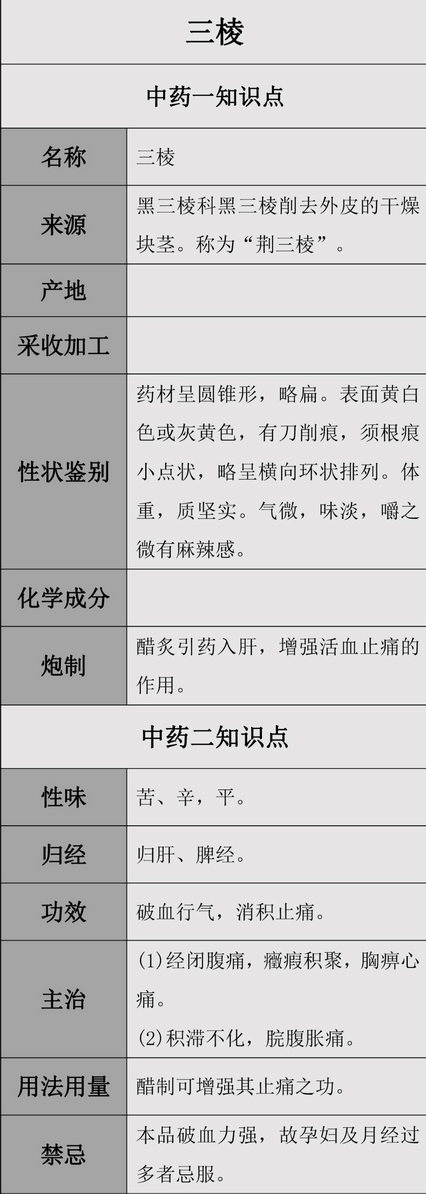 三棱
中药一知识点
名称
三棱
来源
黑三棱科黑三棱削去外皮的干燥
块茎。称为“荆三棱”。
产地
采收加工
性状鉴别
药材呈圆锥形，略扁。表面黄白
色或灰黄色，有刀削痕，须根痕
小点状，略呈横向环状排列。体
重，质坚实。气微，味淡，嚼之
微有麻辣感。
化学成分
炮制
醋炙引药入肝，增强活血止痛的
作用。
中药二知识点
性味
苦、辛，平。
归经
归肝、脾经。
功效
破血行气，消积止痛。
主治
(1)经闭腹痛，癥瘕积聚，胸痹心
痛。
(2)积滞不化，脘腹胀痛。
用法用量
醋制可增强其止痛之功。
禁忌
本品破血力强，故孕妇及月经过
多者忌服。